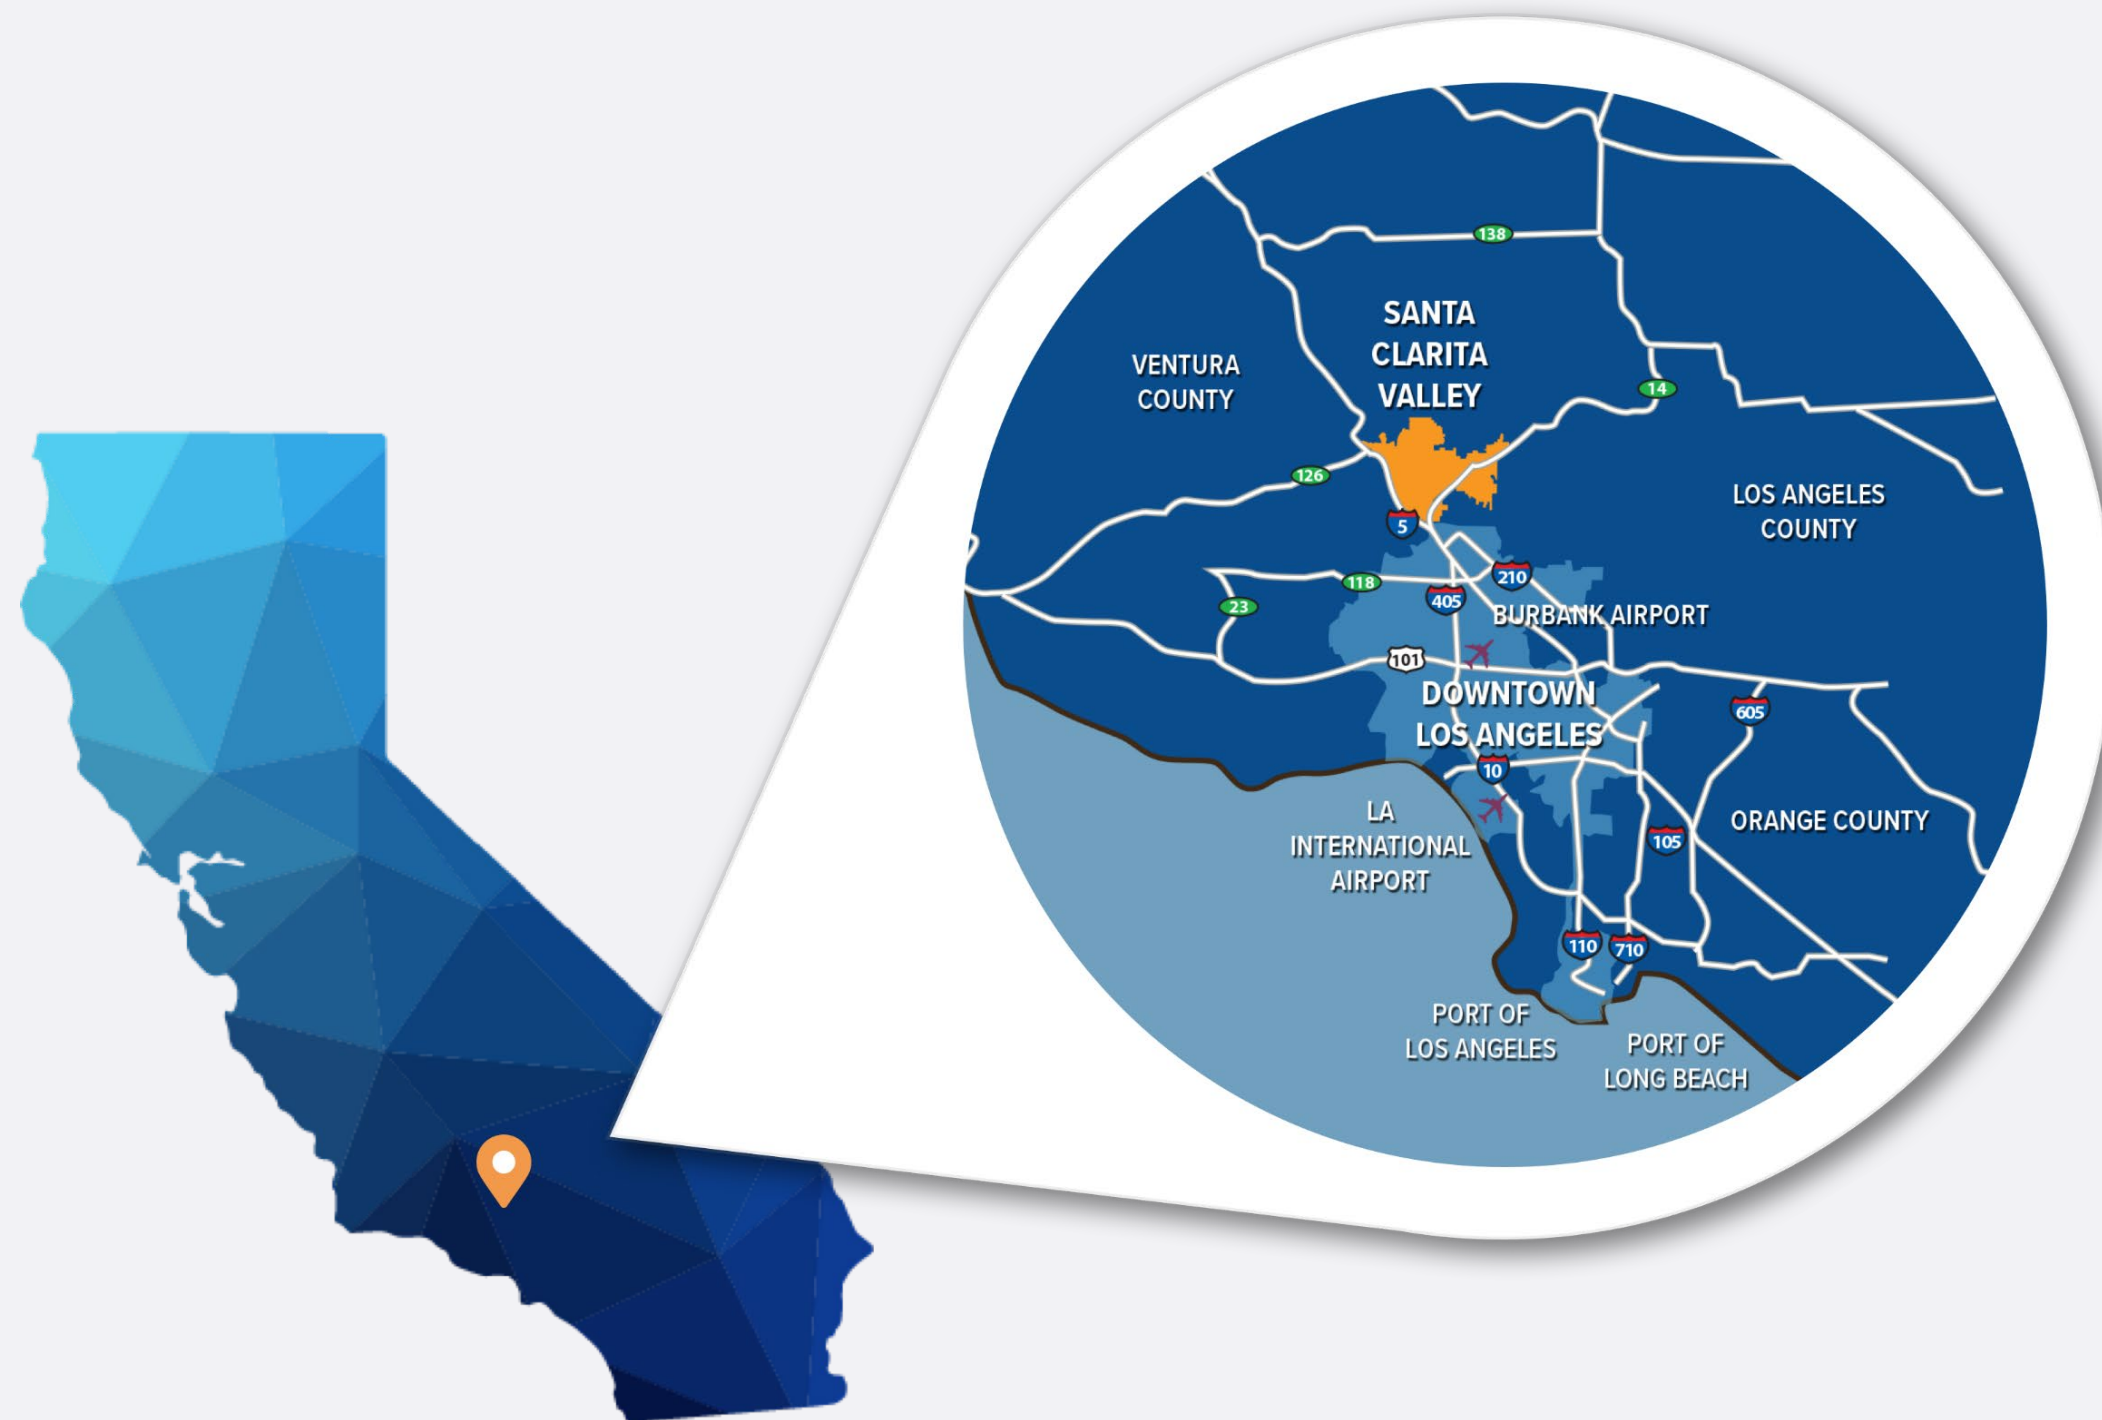 138
SANTA
CLARITA
VALLEY
VENTURA
COUNTY
14
126
LOS ANGELES
COUNTY
5
118
210
23
405
BURBANK AIRPORT
101
DOWNTOWN
LOS ANGELES
605
10
LA
INTERNATIONAL
AIRPORT
ORANGE COUNTY
105
110
710
PORT OF
LOS ANGELES
PORT OF
LONG BEACH